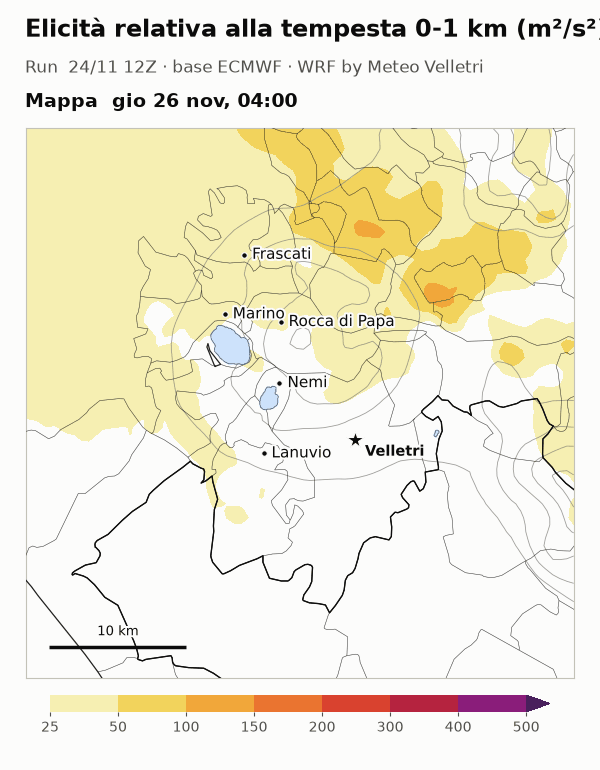 Elicità relativa alla tempesta 0-1 km (m²/s²)
Run 24/11 12Z · base ECMWF · WRF by Meteo Velletri
Mappa gio 26 nov, 04:00
Frascati
Marino
Rocca di Papa
Nemi
Velletri
Lanuvio
10 km
25 50 100 150 200 300 400 500